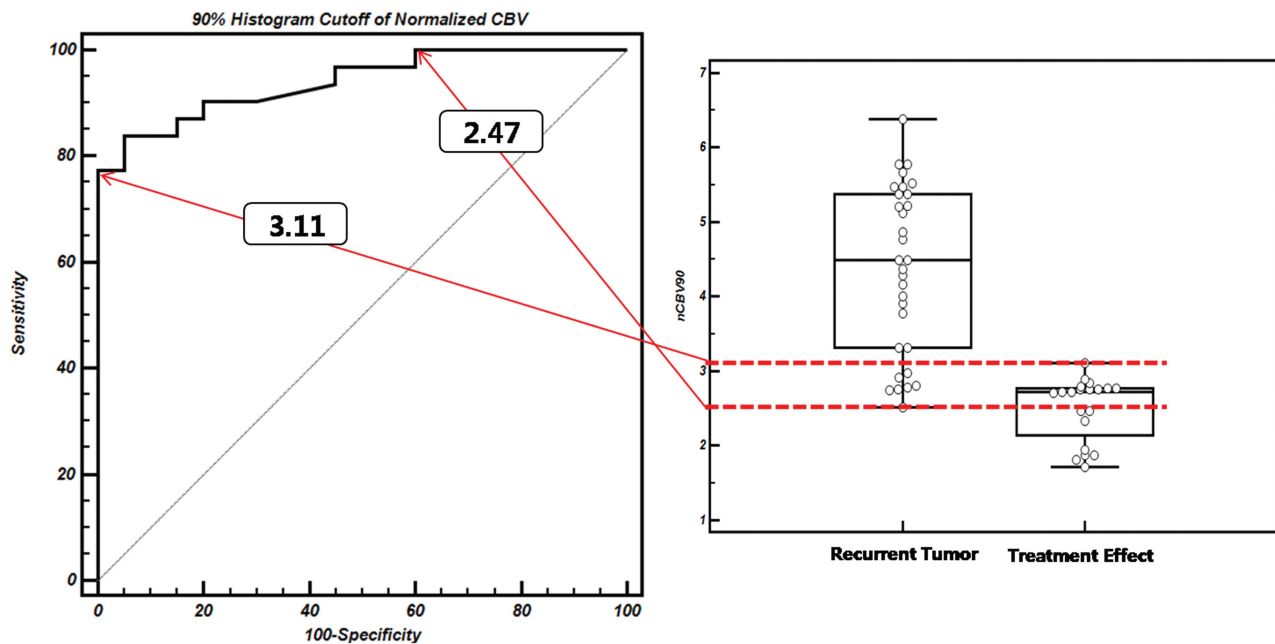 90% Histogram Cutoff of Normalized CBV
100
80
60
40
20
0
Sensitivity
0 20 40 60 80 100
100-Specificity
2.47
3.11
7
6
5
4
3
2
1
nCBV90
Recurrent Tumor Treatment Effect